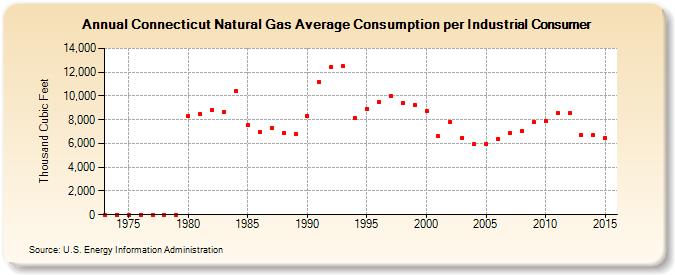 Annual Connecticut Natural Gas Average Consumption per Industrial Consumer
Thousand Cubic Feet
14,000
12,000
10,000
8,000
6,000
4,000
2,000
0
1975 1980 1985 1990 1995 2000 2005 2010 2015
Source: U.S. Energy Information Administration